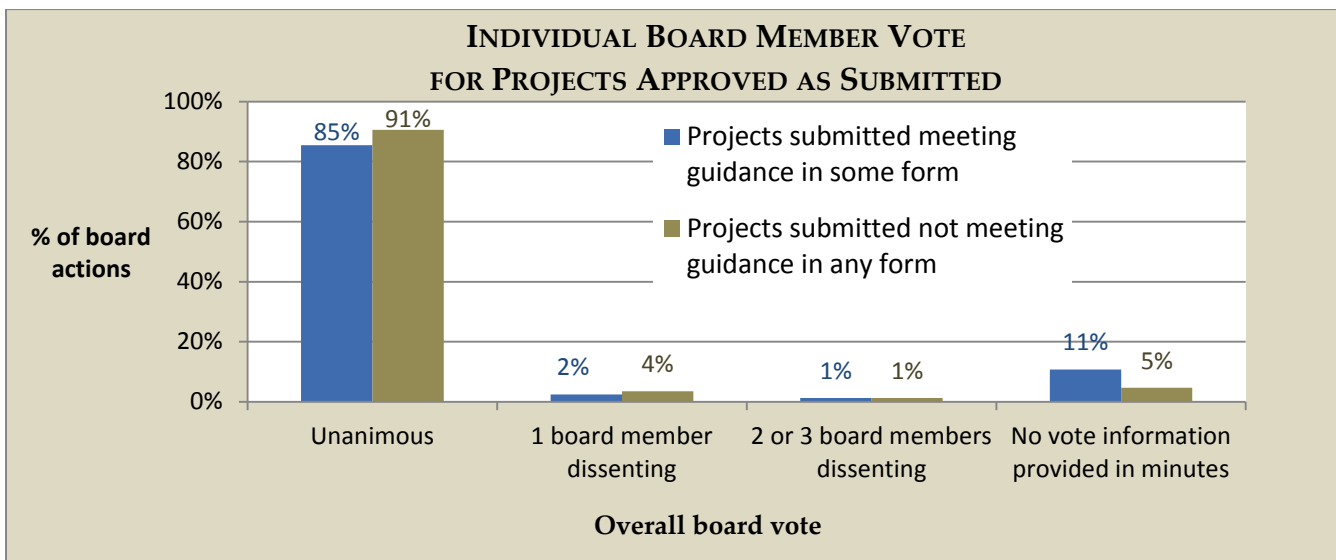 INDIVIDUAL BOARD MEMBER VOTE
FOR PROJECTS APPROVED AS SUBMITTED
100%
80%
60%
40%
20%
0%
% of board
actions
85%
91%
2%
4%
1%
1%
11%
5%
Projects submitted meeting
guidance in some form
Projects submitted not meeting
guidance in any form
Unanimous
1 board member
dissenting
2 or 3 board members
dissenting
No vote information
provided in minutes
Overall board vote